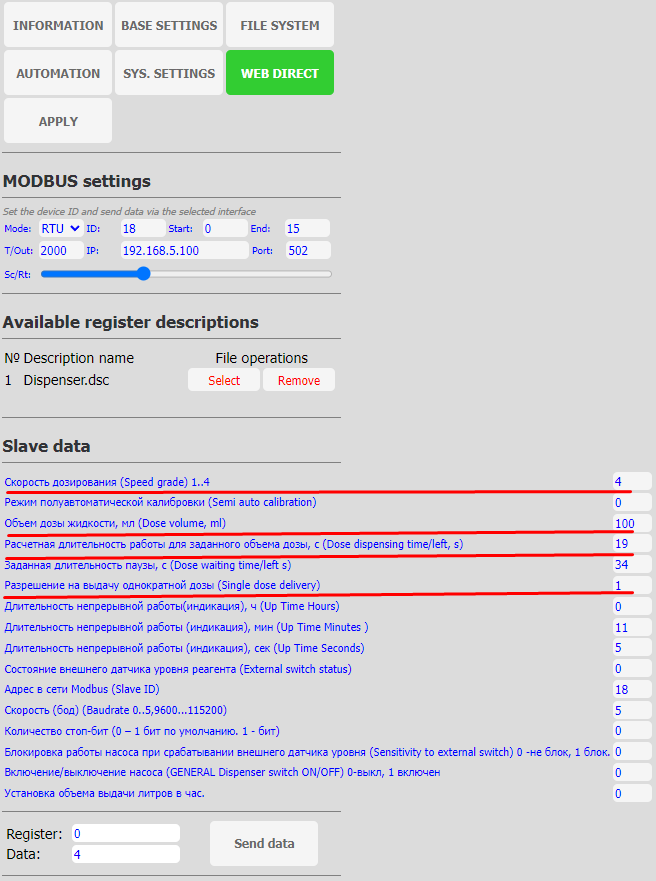 INFORMATION BASE SETTINGS FILE SYSTEM
AUTOMATION SYS. SETTINGS WEB DIRECT
APPLY
MODBUS settings
Set the device ID and send data via the selected interface
Mode: RTU ID: 18 Start: 0 End: 15
T/Out: 2000 IP: 192.168.5.100 Port: 502
Sc/Rt:
Available register descriptions
№ Description name File operations
1 Dispenser.dsc Select Remove
Slave data
Скорость дозирования (Speed grade) 1..4 4
Режим полуавтоматической калибровки (Semi auto calibration) 0
Объем дозы жидкости, мл (Dose volume, ml) 100
Расчетная длительность работы для заданного объема дозы, с (Dose dispensing time/left, s) 19
Заданная длительность паузы, с (Dose waiting time/left s) 34
Разрешение на выдачу однократной дозы (Single dose delivery) 1
Длительность непрерывной работы(индикация), ч (Up Time Hours) 0
Длительность непрерывной работы (индикация), мин (Up Time Minutes ) 11
Длительность непрерывной работы (индикация), сек (Up Time Seconds) 5
Состояние внешнего датчика уровня реагента (External switch status) 0
Адрес в сети Modbus (Slave ID) 18
Скорость (бод) (Baudrate 0..5,9600...115200) 5
Количество стоп-бит (0 – 1 бит по умолчанию. 1 - бит) 0
Блокировка работы насоса при срабатывании внешнего датчика уровня (Sensitivity to external switch) 0 -не блок, 1 блок. 0
Включение/выключение насоса (GENERAL Dispenser switch ON/OFF) 0-выкл, 1 включен 0
Установка объема выдачи литров в час. 0
Register: 0
Data: 4
Send data